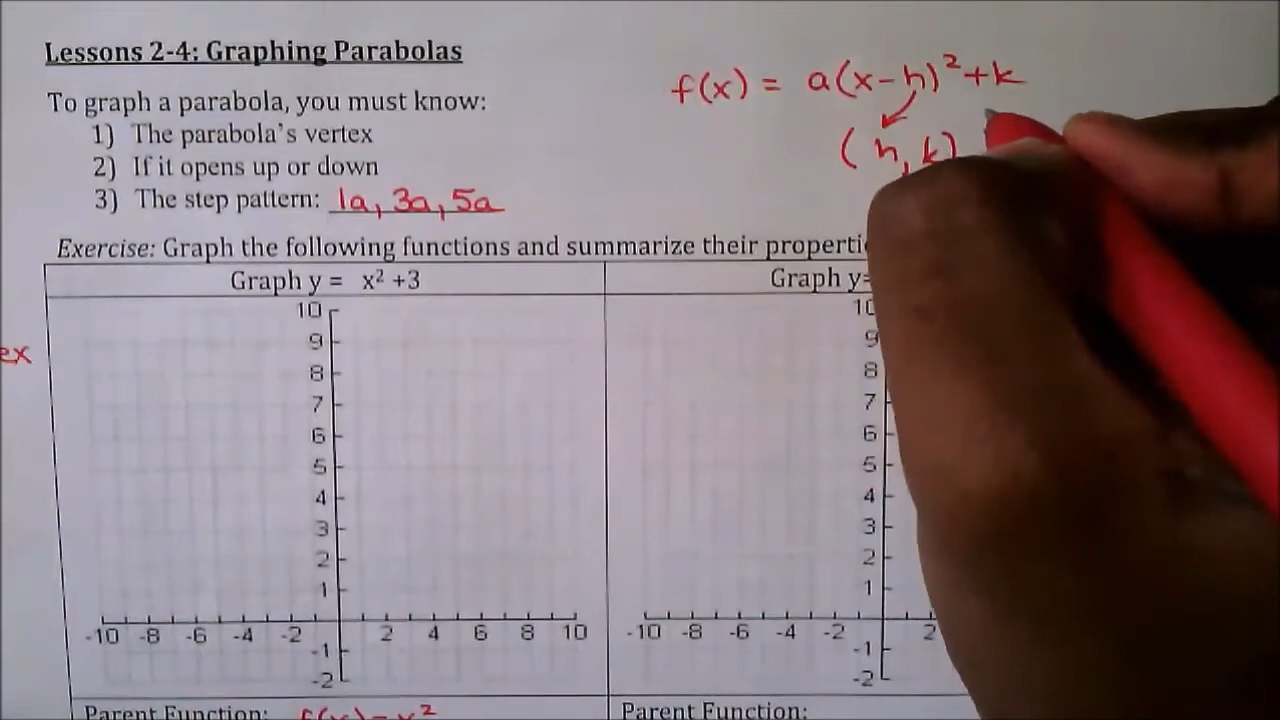 Lessons 2-4: Graphing Parabolas
f(x) = a(x-h)²+k
To graph a parabola, you must know:
1) The parabola's vertex
(h, k)
2) If it opens up or down
3) The step pattern: 1a, 3a, 5a
Exercise: Graph the following functions and summarize their
Graph y = x² +3
Graph y=
10
9
8
7
6
5
4
3
2
1
-10 -8 -6 -4 -2 2 4 6 8 10
-1
-2
9
8
7
6
5
4
3
2
1
-10 -8 -6 -4 -2 2
-1
-2
ex
Parent Function: f(x)=x²
Parent Function: